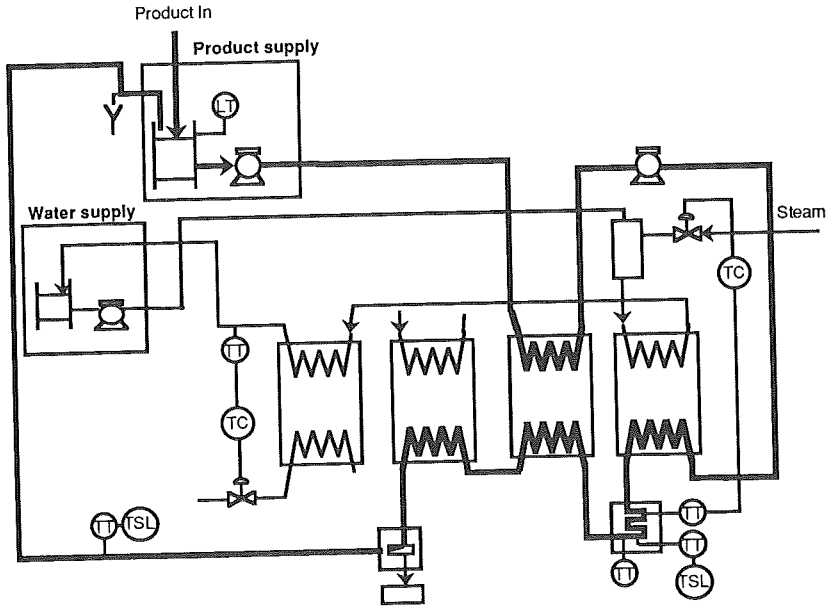 Product In
Product supply
LT
Water supply
Steam
TC
TT
TC
TT
TSL
TT
TT
TT
TSL